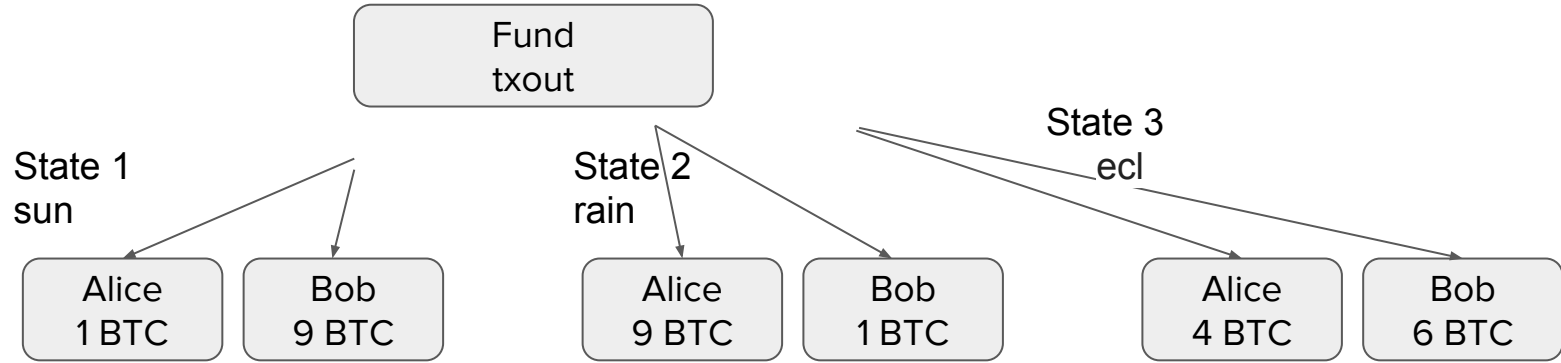 Fund
txout
State 1
sun
State 2
rain
State 3
ecl
Alice
1 BTC
Bob
9 BTC
Alice
9 BTC
Bob
1 BTC
Alice
4 BTC
Bob
6 BTC